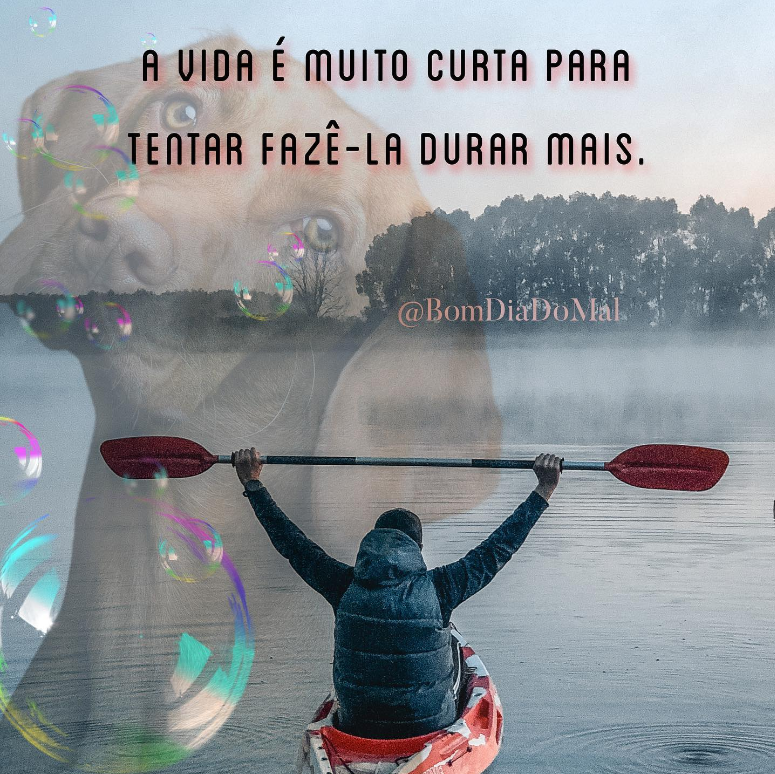 A VIDA É MUITO CURTA PARA
TENTAR FAZÊ-LA DURAR MAIS.
@BomDiaDoMal